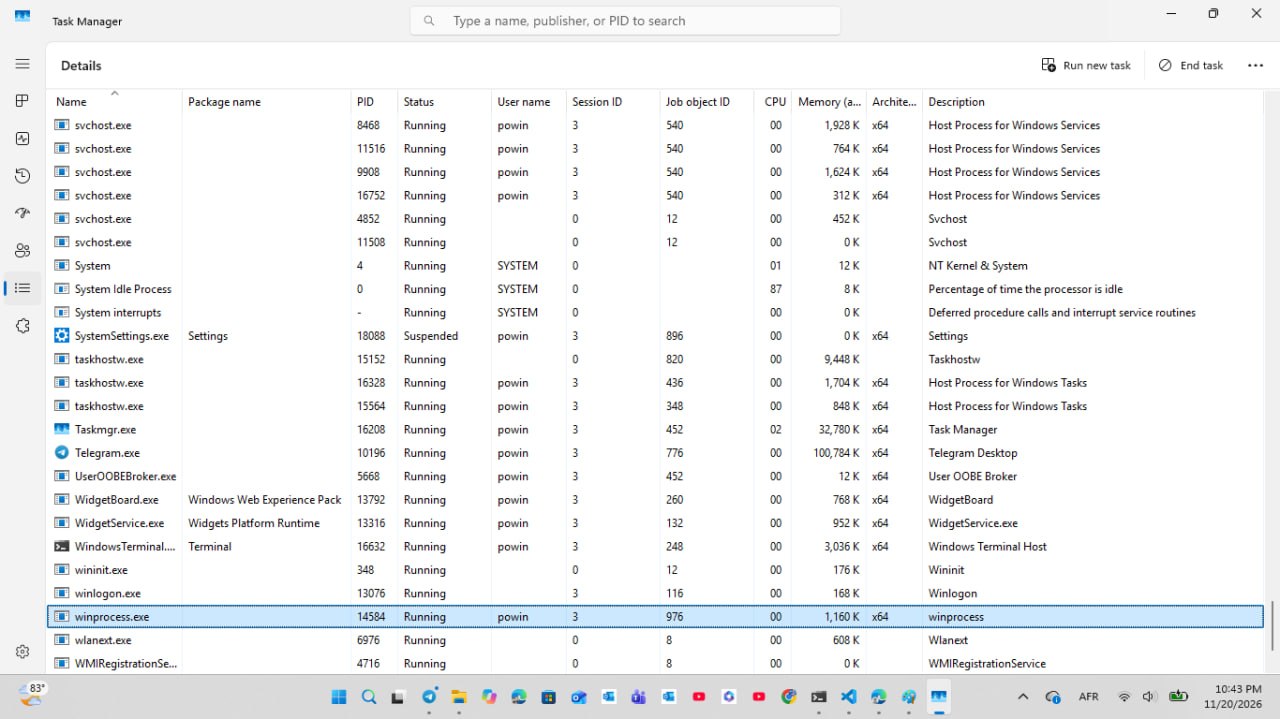 Task Manager
Type a name, publisher, or PID to search
Details
Run new task
End task
Name Package name PID Status User name Session ID Job object ID CPU Memory (a... Archite... Description
svchost.exe 8468 Running powin 3 540 00 1,928 K x64 Host Process for Windows Services
svchost.exe 11516 Running powin 3 540 00 764 K x64 Host Process for Windows Services
svchost.exe 9908 Running powin 3 540 00 1,624 K x64 Host Process for Windows Services
svchost.exe 16752 Running powin 3 540 00 312 K x64 Host Process for Windows Services
svchost.exe 4852 Running 0 12 00 452 K Svchost
svchost.exe 11508 Running 0 12 00 0 K Svchost
System 4 Running SYSTEM 0 01 12 K NT Kernel & System
System Idle Process 0 Running SYSTEM 0 87 8 K Percentage of time the processor is idle
System interrupts - Running SYSTEM 0 00 0 K Deferred procedure calls and interrupt service routines
SystemSettings.exe Settings 18088 Suspended powin 3 896 00 0 K x64 Settings
taskhostw.exe 15152 Running 0 820 00 9,448 K Taskhostw
taskhostw.exe 16328 Running powin 3 436 00 1,704 K x64 Host Process for Windows Tasks
taskhostw.exe 15564 Running powin 3 348 00 848 K x64 Host Process for Windows Tasks
Taskmgr.exe 16208 Running powin 3 452 02 32,780 K x64 Task Manager
Telegram.exe 10196 Running powin 3 776 00 100,784 K x64 Telegram Desktop
UserOOBEBroker.exe 5668 Running powin 3 452 00 12 K x64 User OOBE Broker
WidgetBoard.exe Windows Web Experience Pack 13792 Running powin 3 260 00 768 K x64 WidgetBoard
WidgetService.exe Widgets Platform Runtime 13316 Running powin 3 132 00 952 K x64 WidgetService.exe
WindowsTerminal.... Terminal 16632 Running powin 3 248 00 3,036 K x64 Windows Terminal Host
wininit.exe 348 Running 0 12 00 176 K Wininit
winlogon.exe 13076 Running 3 116 00 168 K Winlogon
winprocess.exe 14584 Running powin 3 976 00 1,160 K x64 winprocess
wlanext.exe 6976 Running 0 8 00 608 K Wlanext
WMIRegistrationSe... 4716 Running 0 8 00 0 K WMIRegistrationService
83°
AFR
10:43 PM
11/20/2026